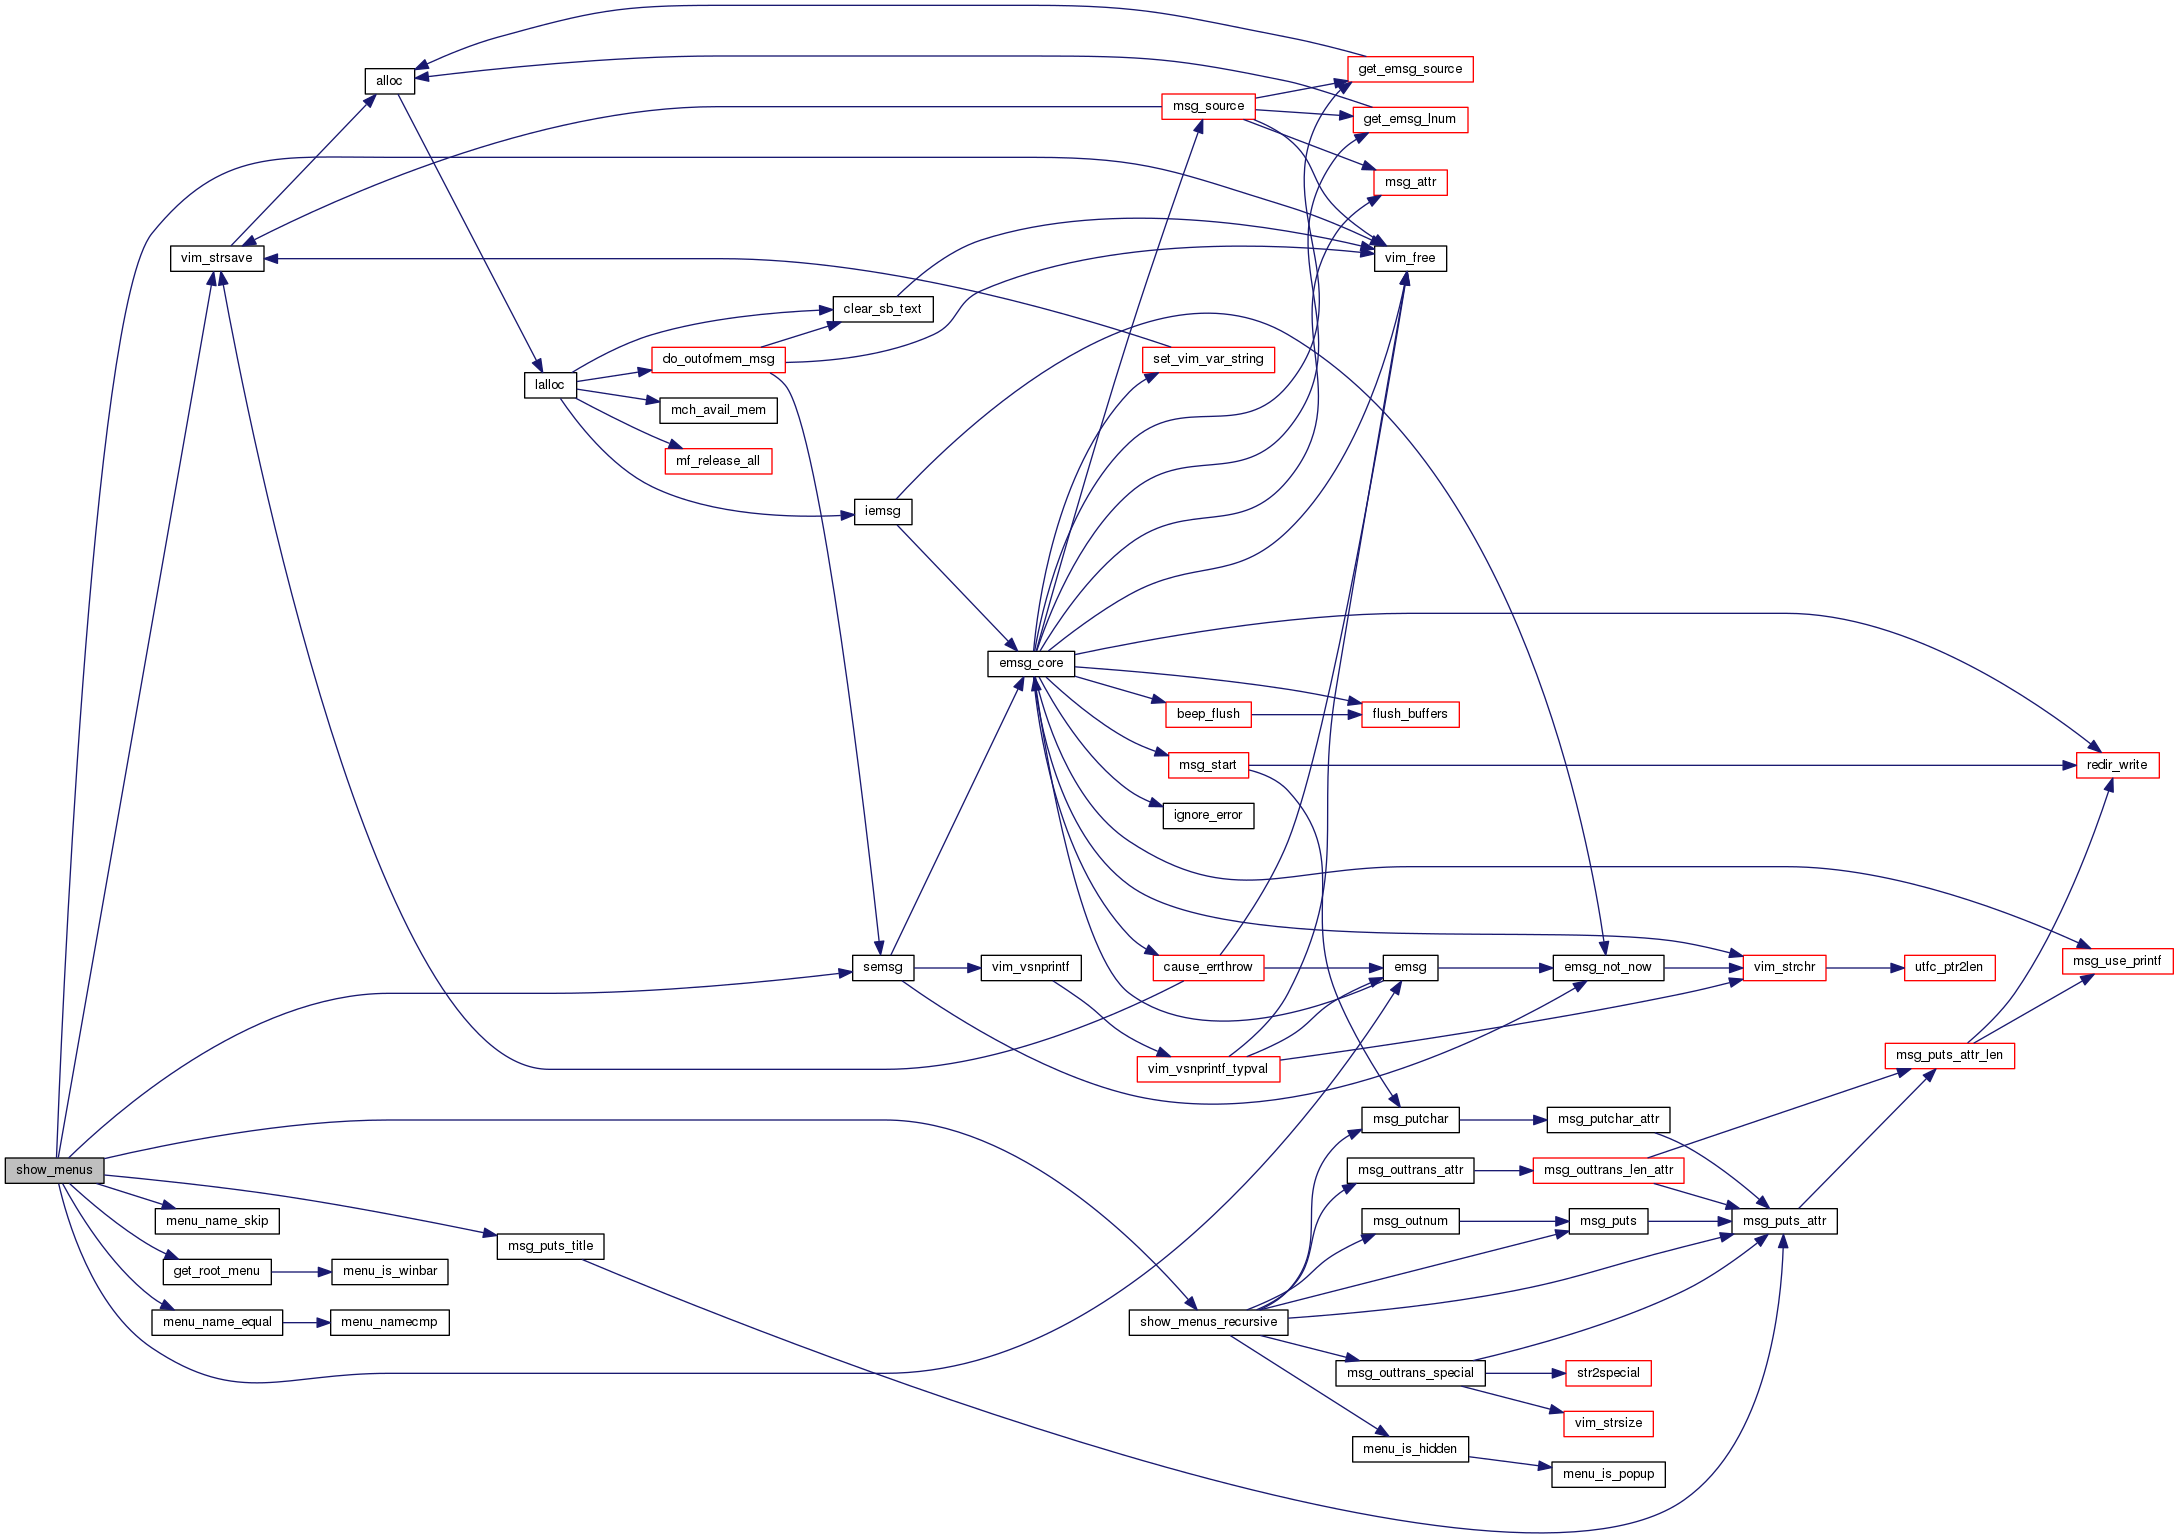 get_emsg_source
alloc
msg_source
get_emsg_lnum
msg_attr
vim_strsave
vim_free
clear_sb_text
do_outofmem_msg
set_vim_var_string
lalloc
mch_avail_mem
mf_release_all
iemsg
emsg_core
beep_flush
flush_buffers
msg_start
redir_write
ignore_error
semsg
vim_vsnprintf
cause_errthrow
emsg
emsg_not_now
vim_strchr
utfc_ptr2len
msg_use_printf
vim_vsnprintf_typval
msg_puts_attr_len
msg_putchar
msg_putchar_attr
show_menus
msg_outtrans_attr
msg_outtrans_len_attr
menu_name_skip
msg_outnum
msg_puts
msg_puts_attr
msg_puts_title
get_root_menu
menu_is_winbar
menu_name_equal
menu_namecmp
show_menus_recursive
msg_outtrans_special
str2special
vim_strsize
menu_is_hidden
menu_is_popup